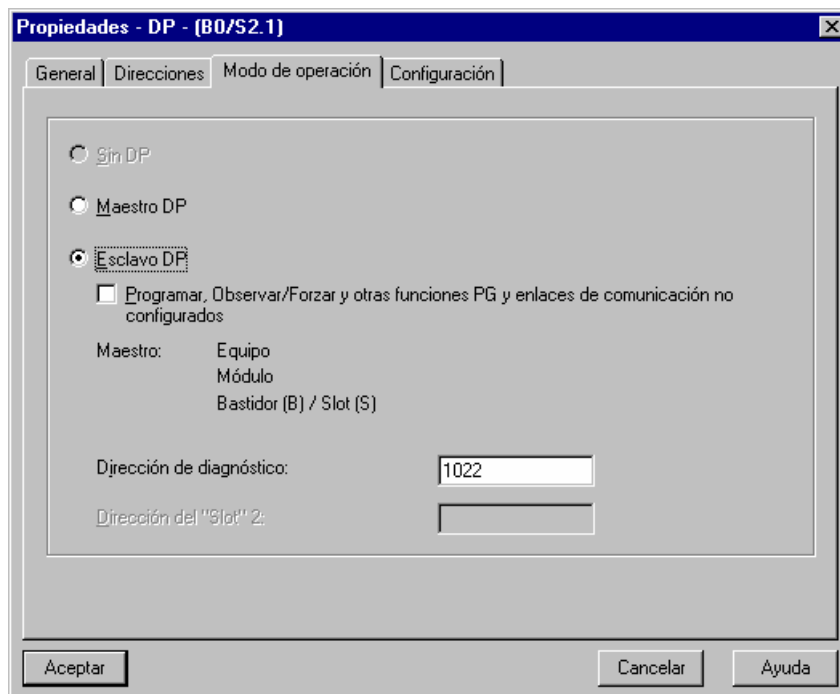 Propiedades - DP - (B0/S2.1)
General Direcciones Modo de operación Configuración
Sin DP
Maestro DP
Esclavo DP
Programar, Observar/Forzar y otras funciones PG y enlaces de comunicación no
configurados
Maestro: Equipo
Módulo
Bastidor (B) / Slot (S)
Dirección de diagnóstico: 1022
Dirección del "Slot" 2:
Aceptar Cancelar Ayuda